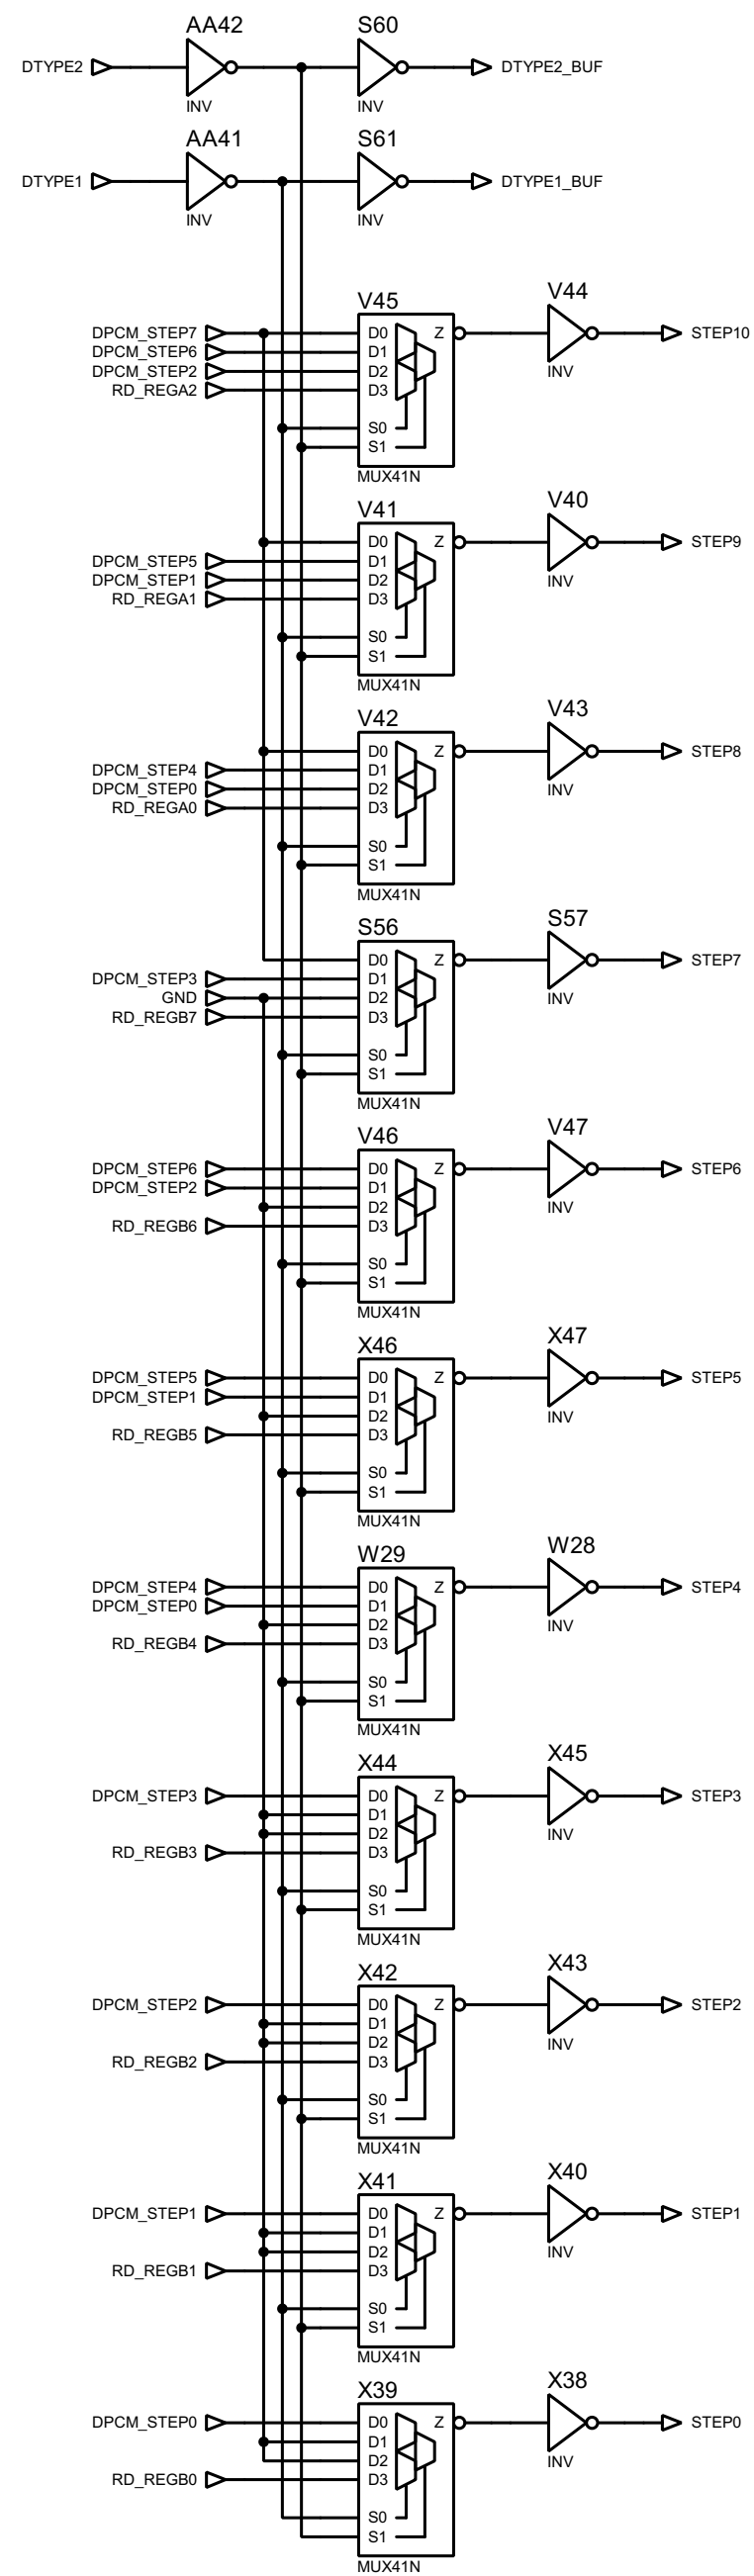 AA42 S60
DTYPE2 DTYPE2_BUF
INV INV
AA41 S61
DTYPE1 DTYPE1_BUF
INV INV
V45 V44
DPCM_STEP7 D0 Z STEP10
DPCM_STEP6 D1
DPCM_STEP2 D2 INV
RD_REGA2 D3
S0
S1
MUX41N
V41 V40
D0 Z STEP9
DPCM_STEP5 D1
DPCM_STEP1 D2 INV
RD_REGA1 D3
S0
S1
MUX41N
V42 V43
D0 Z STEP8
DPCM_STEP4 D1
DPCM_STEP0 D2 INV
RD_REGA0 D3
S0
S1
MUX41N
S56 S57
D0 Z STEP7
DPCM_STEP3 D1
GND D2 INV
RD_REGB7 D3
S0
S1
MUX41N
V46 V47
DPCM_STEP6 D0 Z STEP6
DPCM_STEP2 D1
D2 INV
RD_REGB6 D3
S0
S1
MUX41N
X46 X47
DPCM_STEP5 D0 Z STEP5
DPCM_STEP1 D1
D2 INV
RD_REGB5 D3
S0
S1
MUX41N
W29 W28
DPCM_STEP4 D0 Z STEP4
DPCM_STEP0 D1
D2 INV
RD_REGB4 D3
S0
S1
MUX41N
X44 X45
DPCM_STEP3 D0 Z STEP3
D1
D2 INV
RD_REGB3 D3
S0
S1
MUX41N
X42 X43
DPCM_STEP2 D0 Z STEP2
D1
D2 INV
RD_REGB2 D3
S0
S1
MUX41N
X41 X40
DPCM_STEP1 D0 Z STEP1
D1
D2 INV
RD_REGB1 D3
S0
S1
MUX41N
X39 X38
DPCM_STEP0 D0 Z STEP0
D1
D2 INV
RD_REGB0 D3
S0
S1
MUX41N